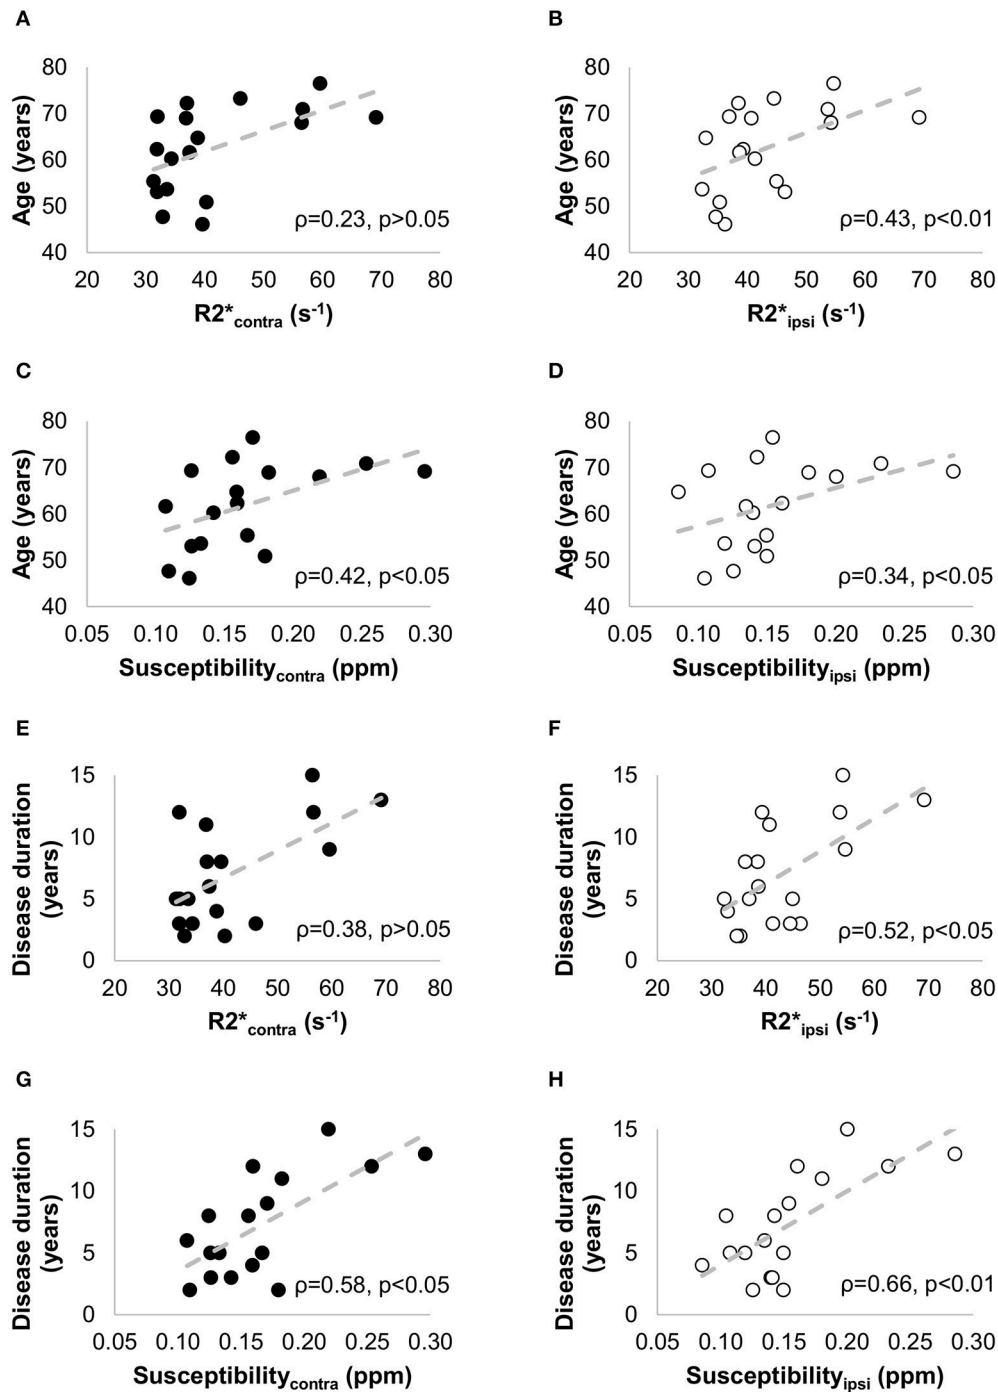 A
80
70
60
50
40
Age (years)
ρ=0.23, p>0.05
20 30 40 50 60 70 80
R2*contra (s-1)
B
80
70
60
50
40
Age (years)
ρ=0.43, p<0.01
20 30 40 50 60 70 80
R2*ipsi (s-1)
C
80
70
60
50
40
Age (years)
ρ=0.42, p<0.05
0.05 0.10 0.15 0.20 0.25 0.30
Susceptibilitycontra (ppm)
D
80
70
60
50
40
Age (years)
ρ=0.34, p<0.05
0.05 0.10 0.15 0.20 0.25 0.30
Susceptibilityipsi (ppm)
E
15
10
5
0
Disease duration
(years)
ρ=0.38, p>0.05
20 30 40 50 60 70 80
R2*contra (s-1)
F
15
10
5
0
Disease duration
(years)
ρ=0.52, p<0.05
20 30 40 50 60 70 80
R2*ipsi (s-1)
G
15
10
5
0
Disease duration
(years)
ρ=0.58, p<0.05
0.05 0.10 0.15 0.20 0.25 0.30
Susceptibilitycontra (ppm)
H
15
10
5
0
Disease duration
(years)
ρ=0.66, p<0.01
0.05 0.10 0.15 0.20 0.25 0.30
Susceptibilityipsi (ppm)